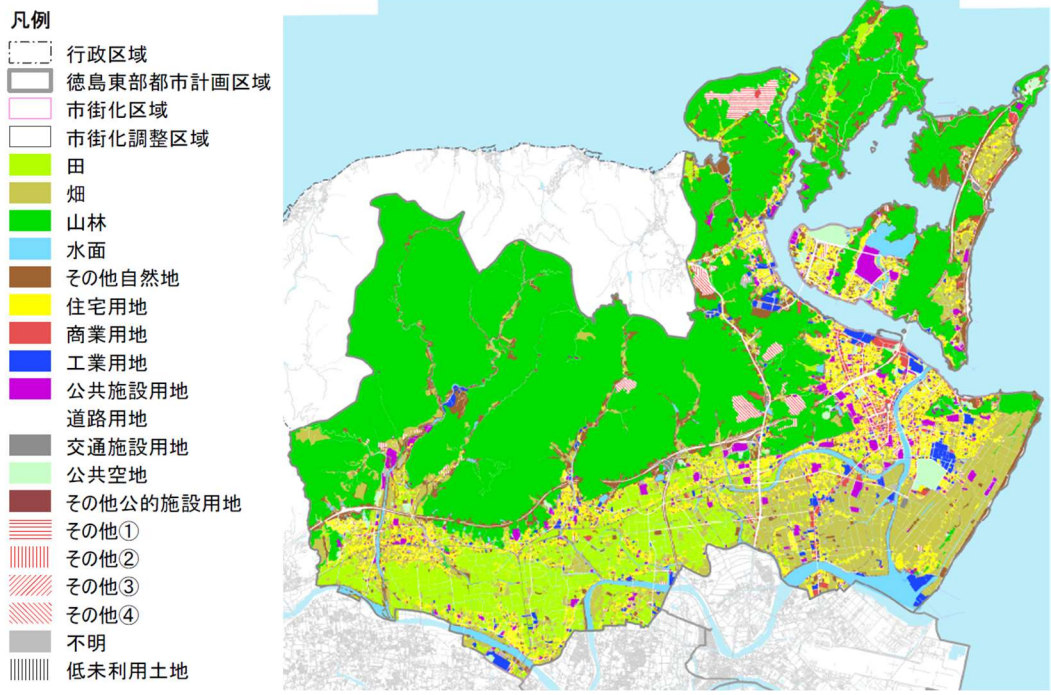 凡例
行政区域
徳島東部都市計画区域
市街化区域
市街化調整区域
田
畑
山林
水面
その他自然地
住宅用地
商業用地
工業用地
公共施設用地
道路用地
交通施設用地
公共空地
その他公的施設用地
その他①
その他②
その他③
その他④
不明
低未利用土地